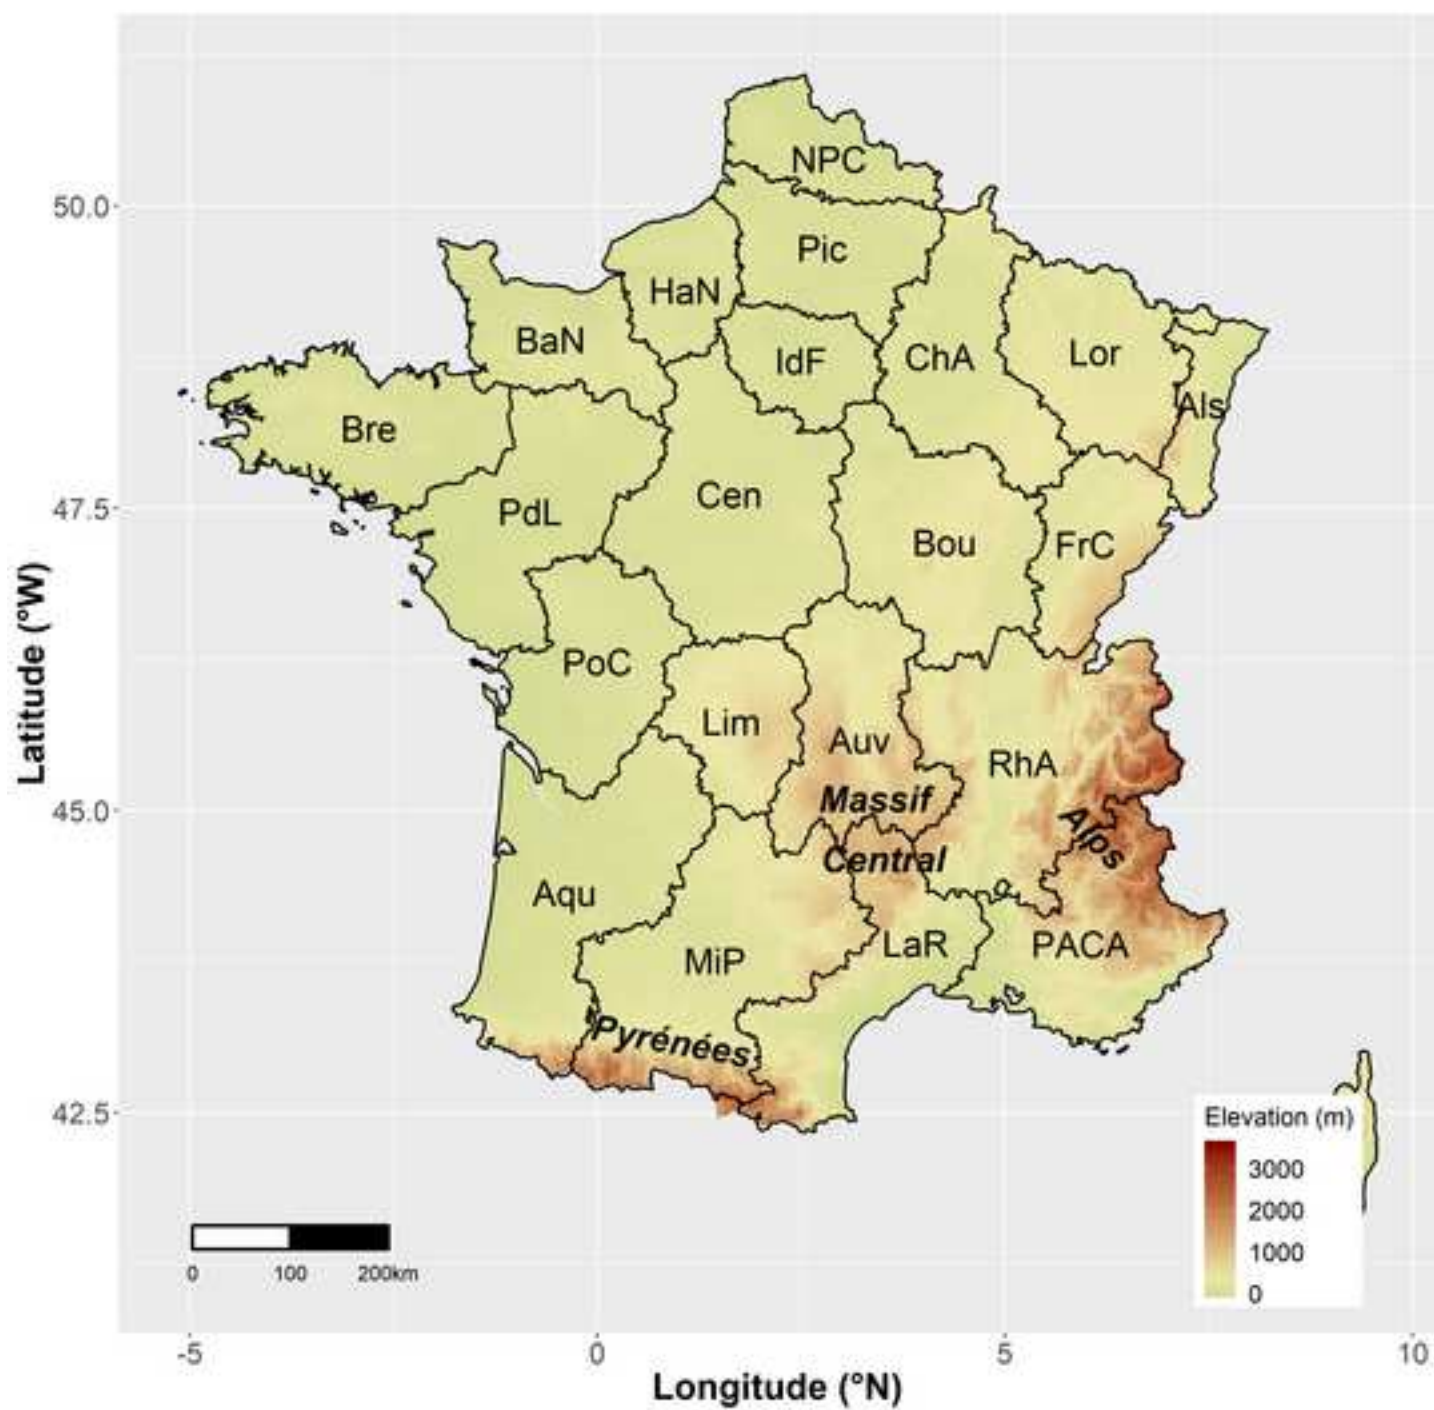 NPC
50.0
Pic
HaN
BaN
IdF
ChA
Lor
Als
Bre
Cen
47.5
PdL
Bou
FrC
Latitude (°W)
PoC
Lim
Auv
RhA
Massif
45.0
Alps
Central
Aqu
LaR
PACA
MiP
Pyrénées
42.5
Elevation (m)
3000
2000
1000
0
0
100
200km
-5
0
5
10
Longitude (°N)